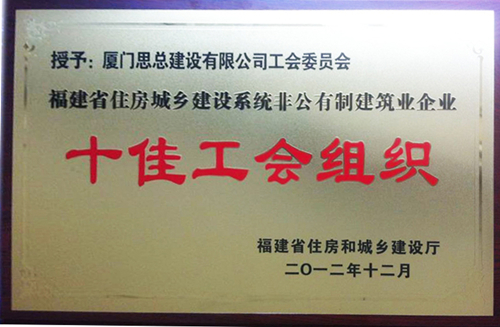 授予：厦门思总建设有限公司工会委员会
福建省住房城乡建设系统非公有制建筑业企业
十佳工会组织
福建省住房和城乡建设厅
二〇一二年十二月